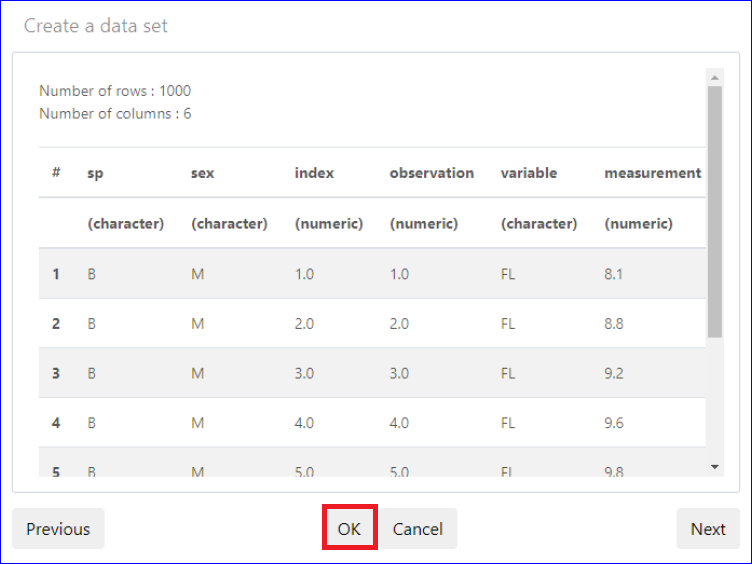 Create a data set
Number of rows : 1000
Number of columns : 6
# sp sex index observation variable measurement
(character) (character) (numeric) (numeric) (character) (numeric)
1 B M 1.0 1.0 FL 8.1
2 B M 2.0 2.0 FL 8.8
3 B M 3.0 3.0 FL 9.2
4 B M 4.0 4.0 FL 9.6
5 B M 5.0 5.0 FL 9.8
Previous OK Cancel Next